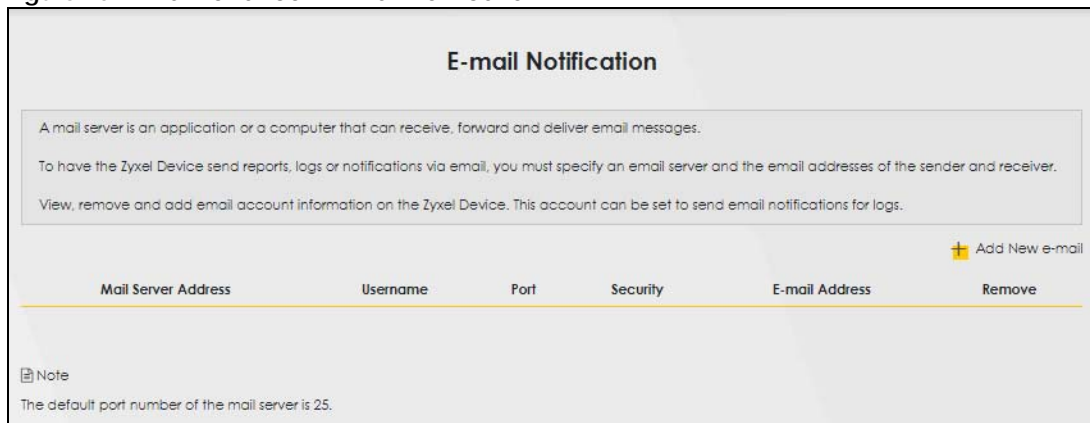 E-mail Notification
A mail server is an application or a computer that can receive, forward and deliver email messages.
To have the Zyxel Device send reports, logs or notifications via email, you must specify an email server and the email addresses of the sender and receiver.
View, remove and add email account information on the Zyxel Device. This account can be set to send email notifications for logs.
+ Add New e-mail
Mail Server Address Username Port Security E-mail Address Remove
Note
The default port number of the mail server is 25.